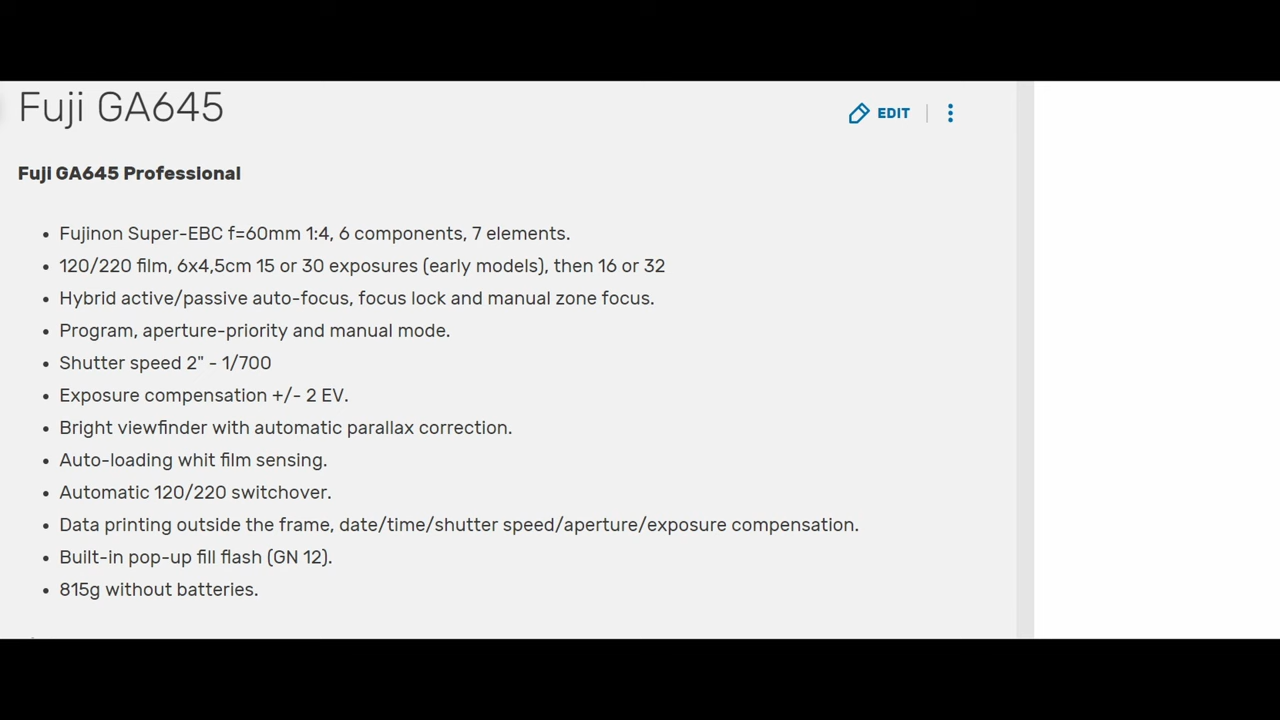 Fuji GA645
EDIT
Fuji GA645 Professional
Fujinon Super-EBC f=60mm 1:4, 6 components, 7 elements.
120/220 film, 6x4,5cm 15 or 30 exposures (early models), then 16 or 32
Hybrid active/passive auto-focus, focus lock and manual zone focus.
Program, aperture-priority and manual mode.
Shutter speed 2" - 1/700
Exposure compensation +/- 2 EV.
Bright viewfinder with automatic parallax correction.
Auto-loading whit film sensing.
Automatic 120/220 switchover.
Data printing outside the frame, date/time/shutter speed/aperture/exposure compensation.
Built-in pop-up fill flash (GN 12).
815g without batteries.